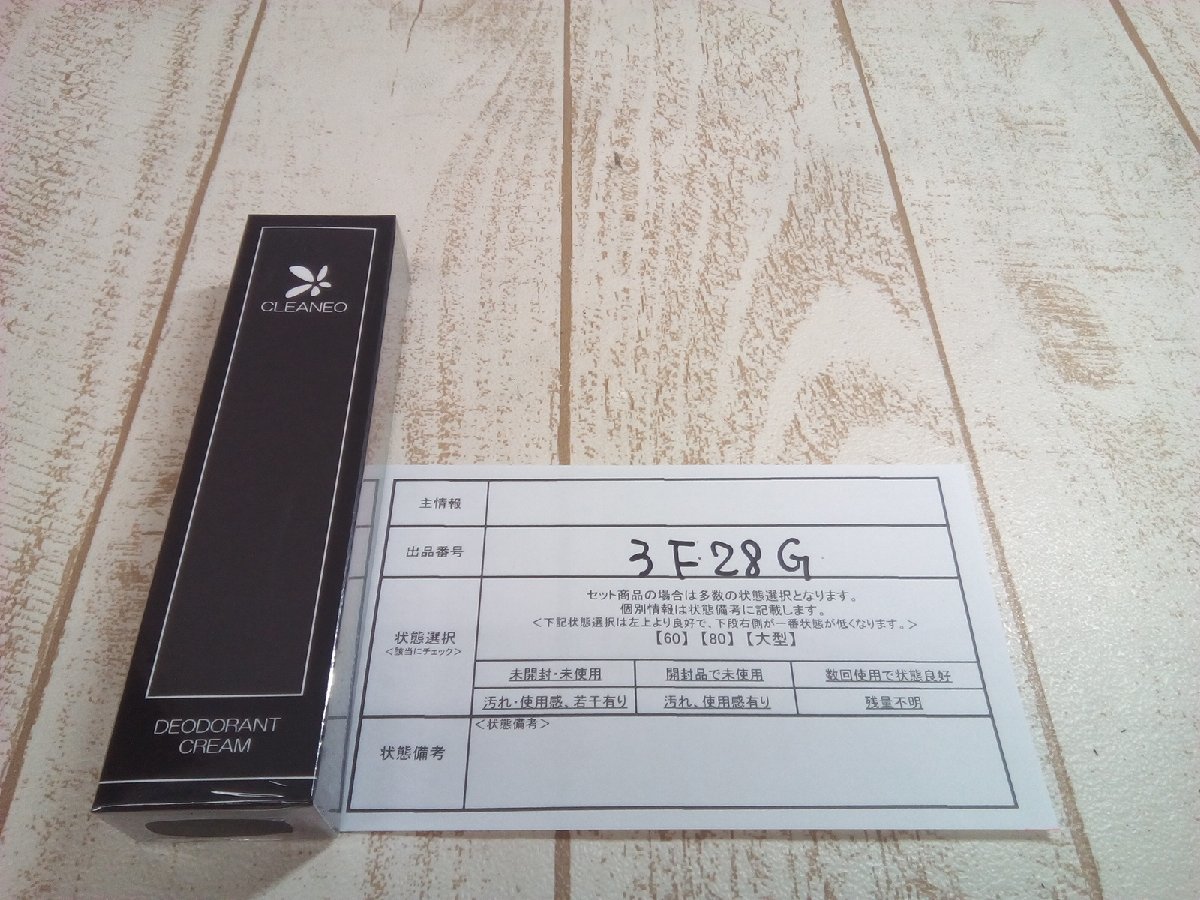 CLEANEO
DEODORANT
CREAM
主情報
出品番号
3F28G
状態選択
＜該当にチェック＞
セット商品の場合は多数の状態選択となります。
個別情報は状態備考に記載します。
＜下記状態選択は左上より良好で、下段右側が一番状態が低くなります。＞
【60】【80】【大型】
未開封・未使用
開封品で未使用
数回使用で状態良好
汚れ・使用感、若干有り
汚れ、使用感有り
残量不明
状態備考
＜状態備考＞